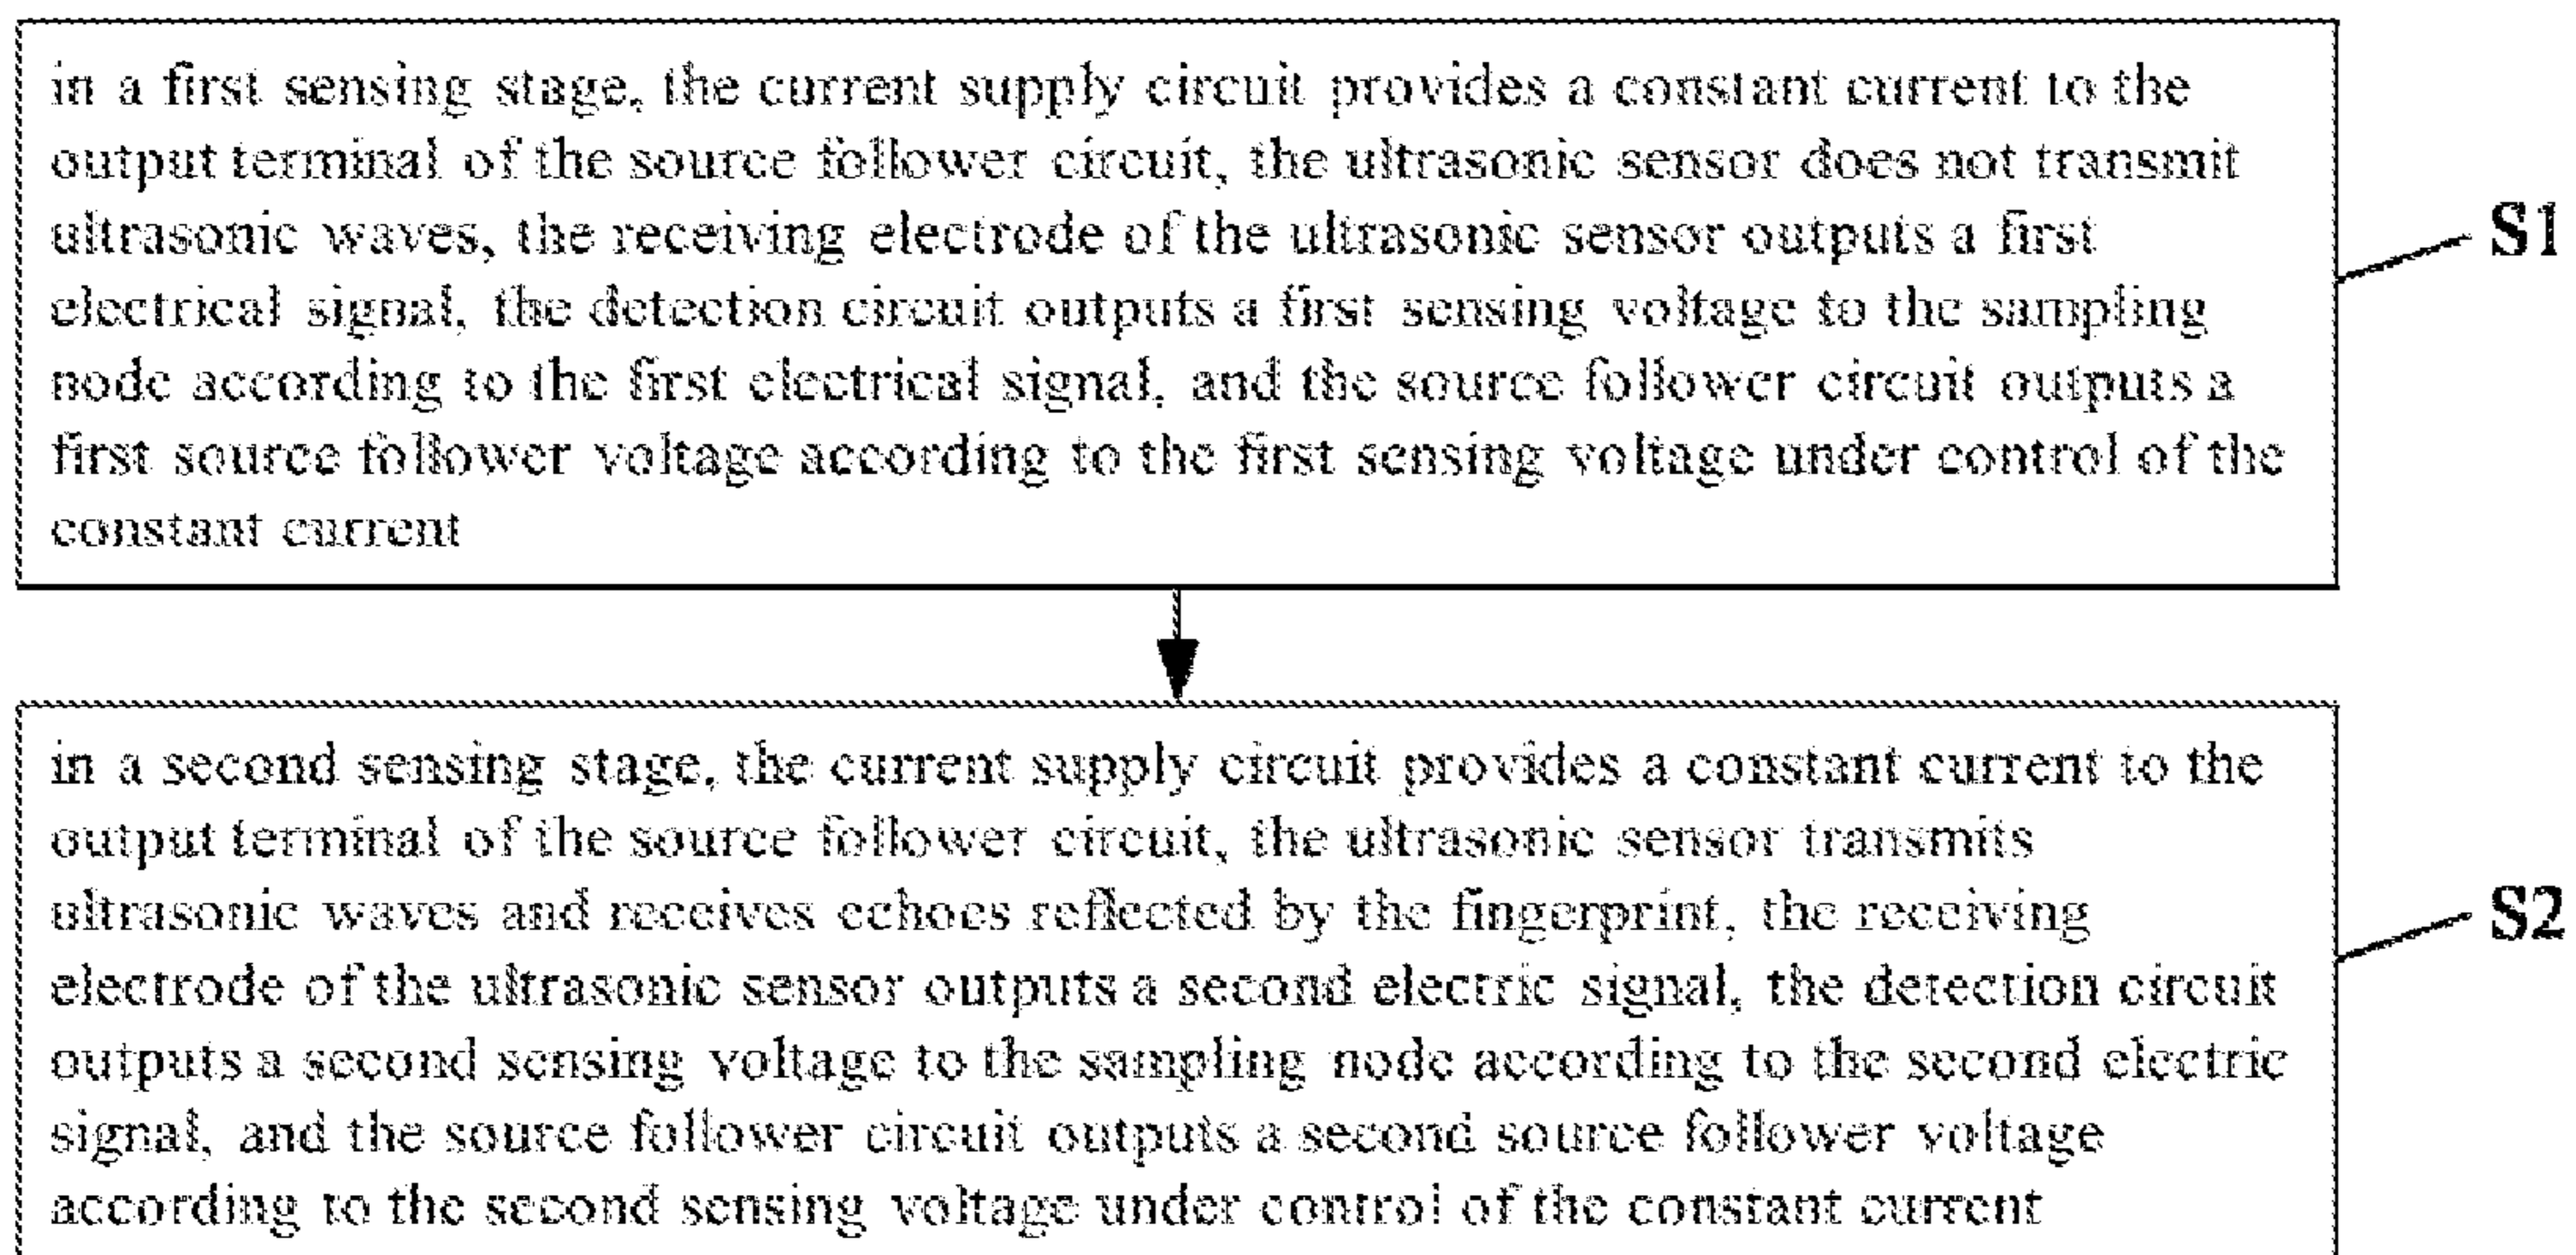 in a first sensing stage, the current supply circuit provides a constant current to the
output terminal of the source follower circuit, the ultrasonic sensor does not transmit
ultrasonic waves, the receiving electrode of the ultrasonic sensor outputs a first
electrical signal, the detection circuit outputs a first sensing voltage to the sampling
node according to the first electrical signal, and the source follower circuit outputs a
first source follower voltage according to the first sensing voltage under control of the
constant current
S1
in a second sensing stage, the current supply circuit provides a constant current to the
output terminal of the source follower circuit, the ultrasonic sensor transmits
ultrasonic waves and receives echoes reflected by the fingerprint, the receiving
electrode of the ultrasonic sensor outputs a second electric signal, the detection circuit
outputs a second sensing voltage to the sampling node according to the second electric
signal, and the source follower circuit outputs a second source follower voltage
according to the second sensing voltage under control of the constant current
S2